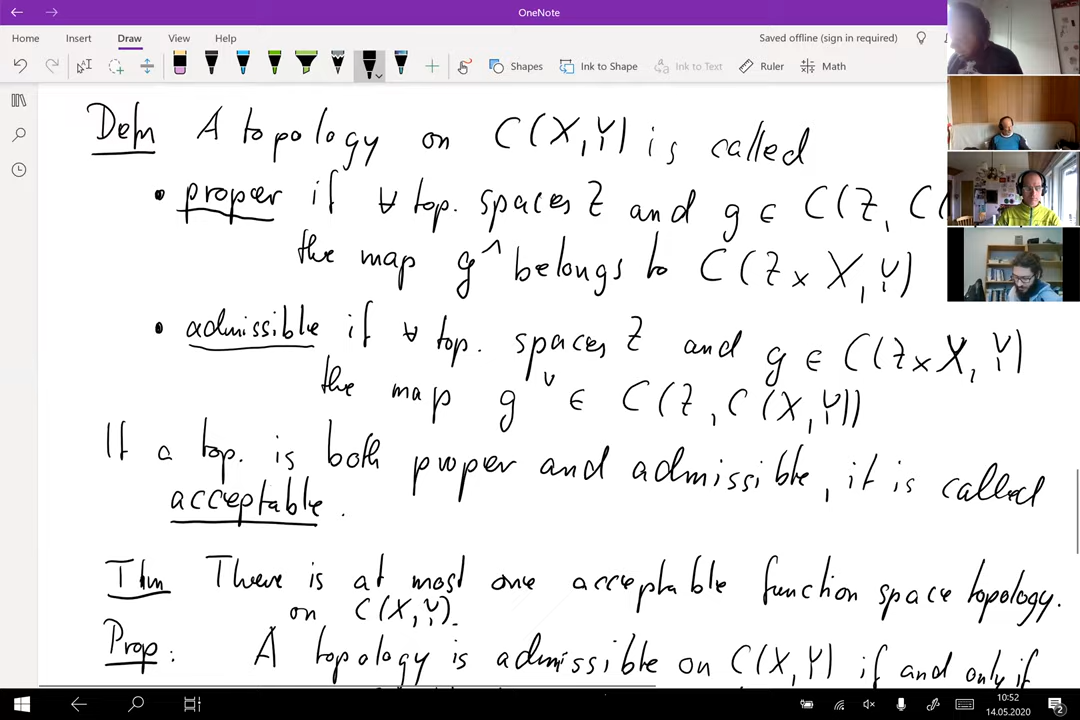 OneNote
Home Insert Draw View Help Saved offline (sign in required)
Shapes Ink to Shape Ink to Text Ruler Math
Defn A topology on C(X,Y) is called
• proper if ∀ top. spaces Z and g ∈ C(Z, C(
the map g^ belongs to C(Z × X, Y)
• admissible if ∀ top. spaces Z and g ∈ C(Z × X, Y)
the map g^∨ ∈ C(Z, C(X,Y))
If a top. is both proper and admissible, it is called
acceptable.
Thm There is at most one acceptable function space topology.
on C(X,Y).
Prop: A topology is admissible on C(X,Y) if and only if
10:52
14.05.2020
2